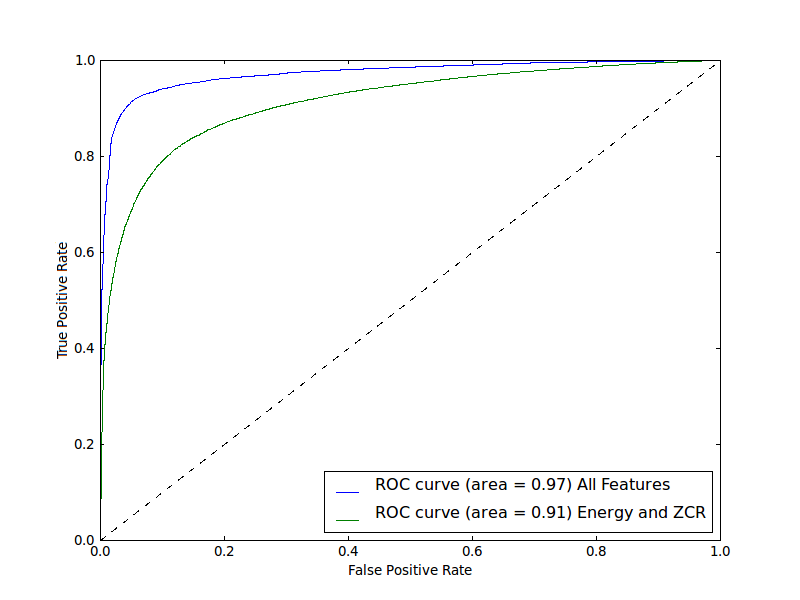 1.0
0.8
0.6
0.4
0.2
0.0
True Positive Rate
ROC curve (area = 0.97) All Features
ROC curve (area = 0.91) Energy and ZCR
0.0 0.2 0.4 0.6 0.8 1.0
False Positive Rate